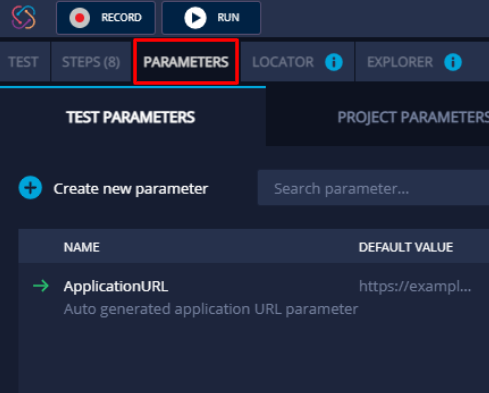 RECORD RUN
TEST STEPS (8) PARAMETERS LOCATOR i EXPLORER i
TEST PARAMETERS PROJECT PARAMETERS
Create new parameter Search parameter...
NAME DEFAULT VALUE
ApplicationURL https://exampl...
Auto generated application URL parameter